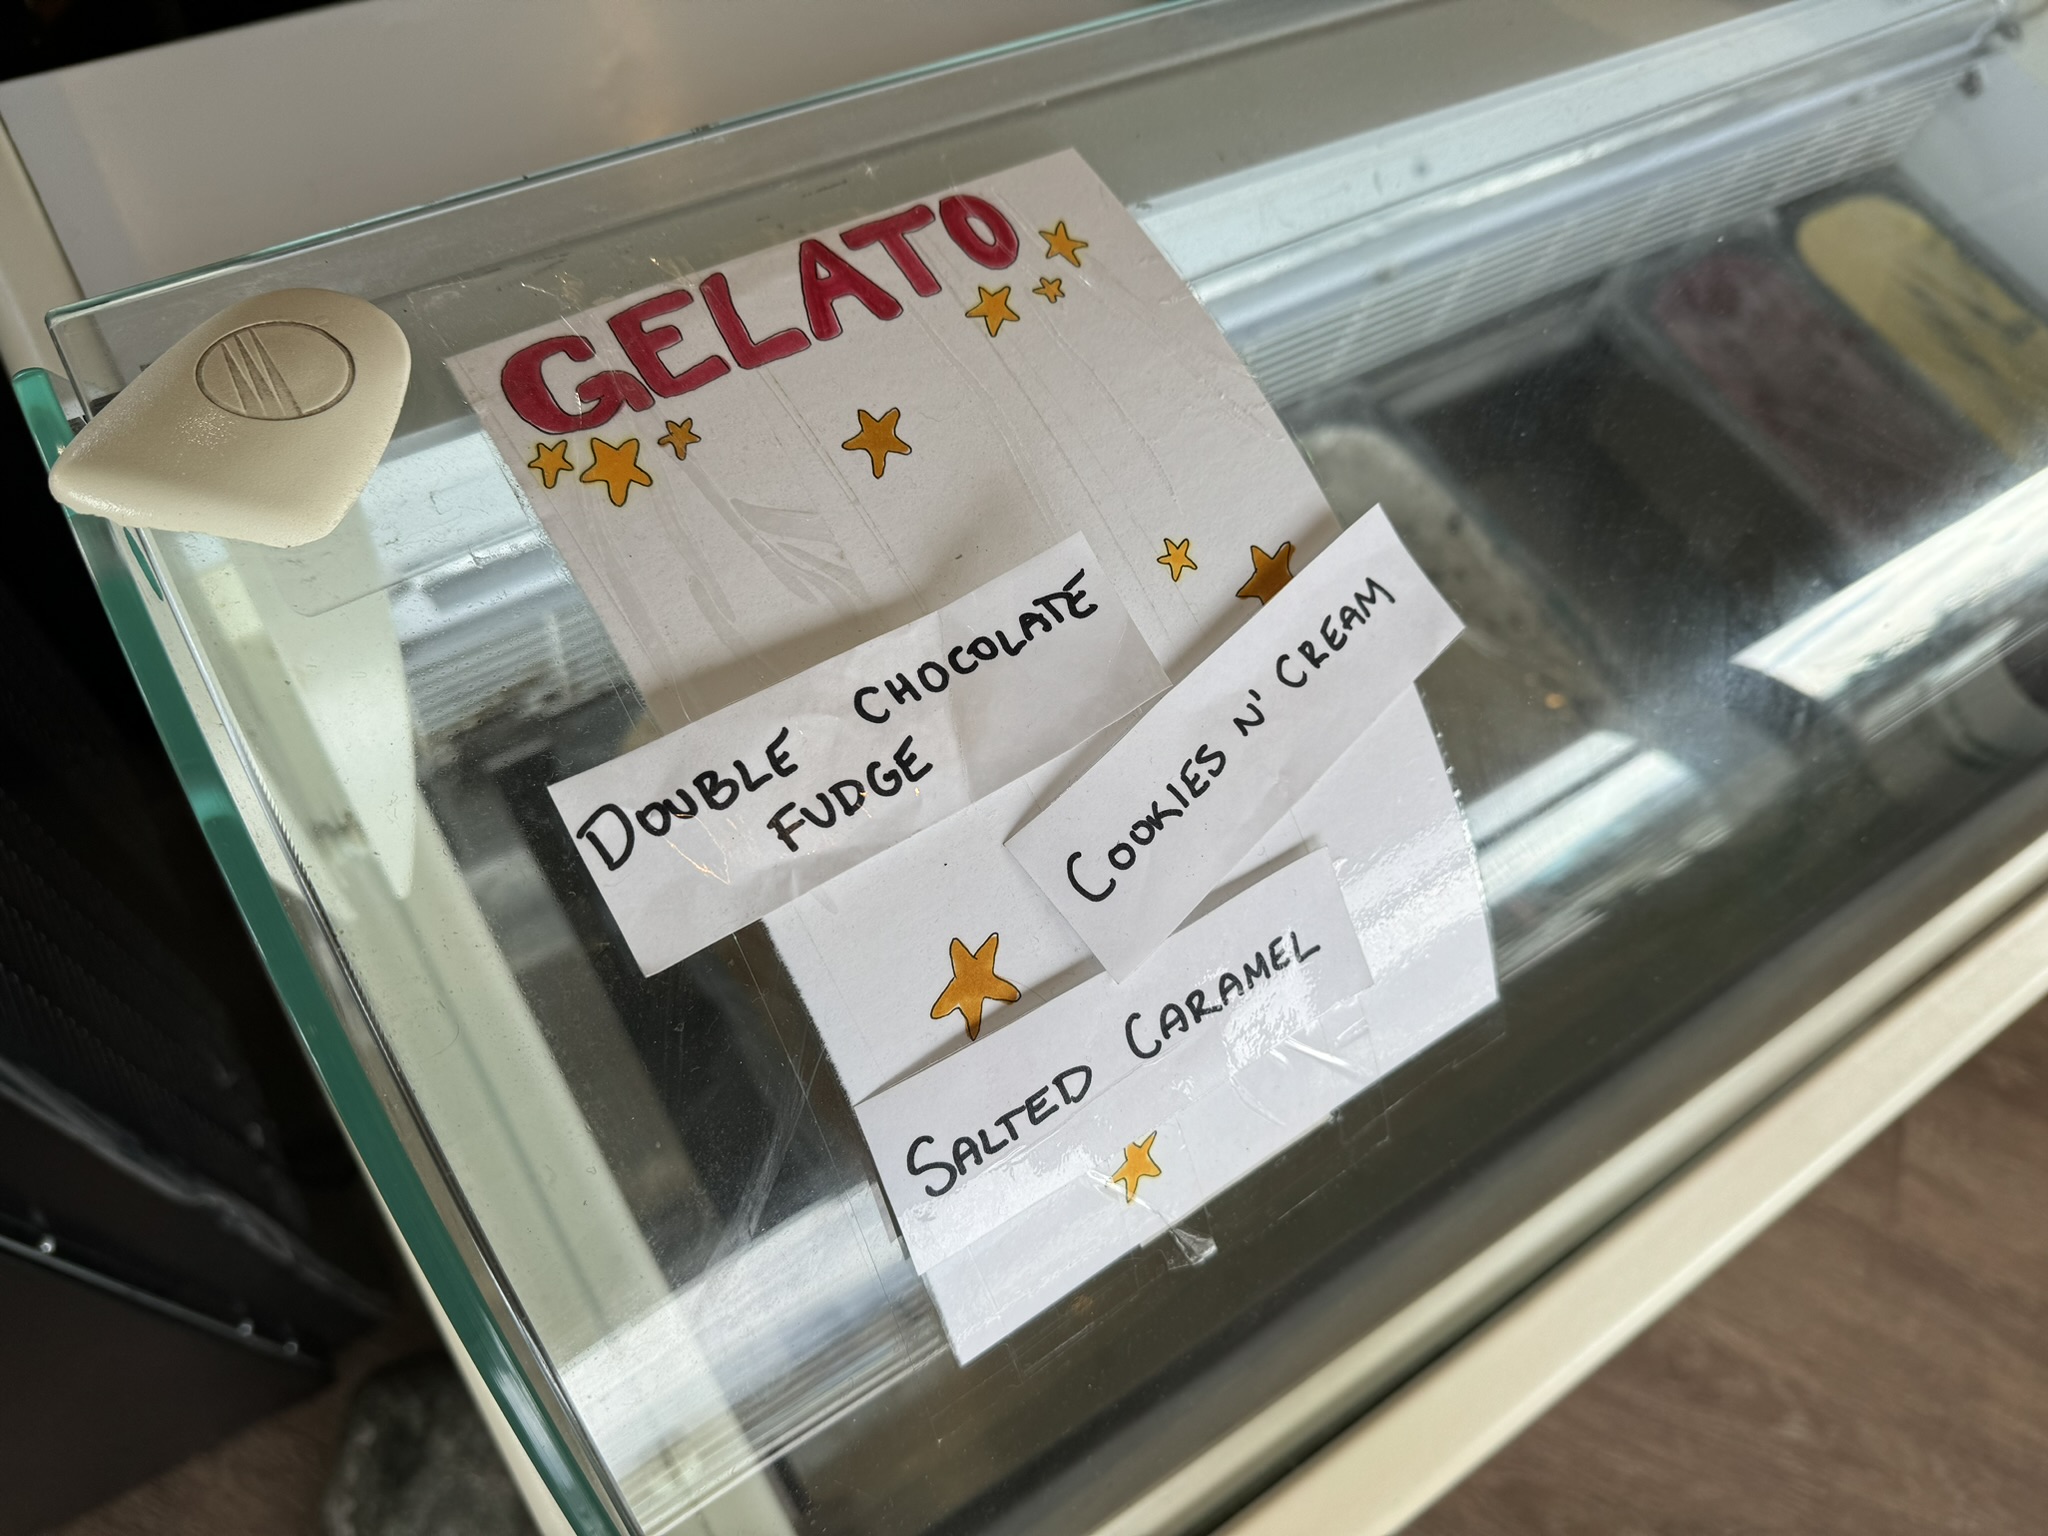 GELATO
DOUBLE CHOCOLATE
FUDGE
COOKIES N' CREAM
SALTED CARAMEL